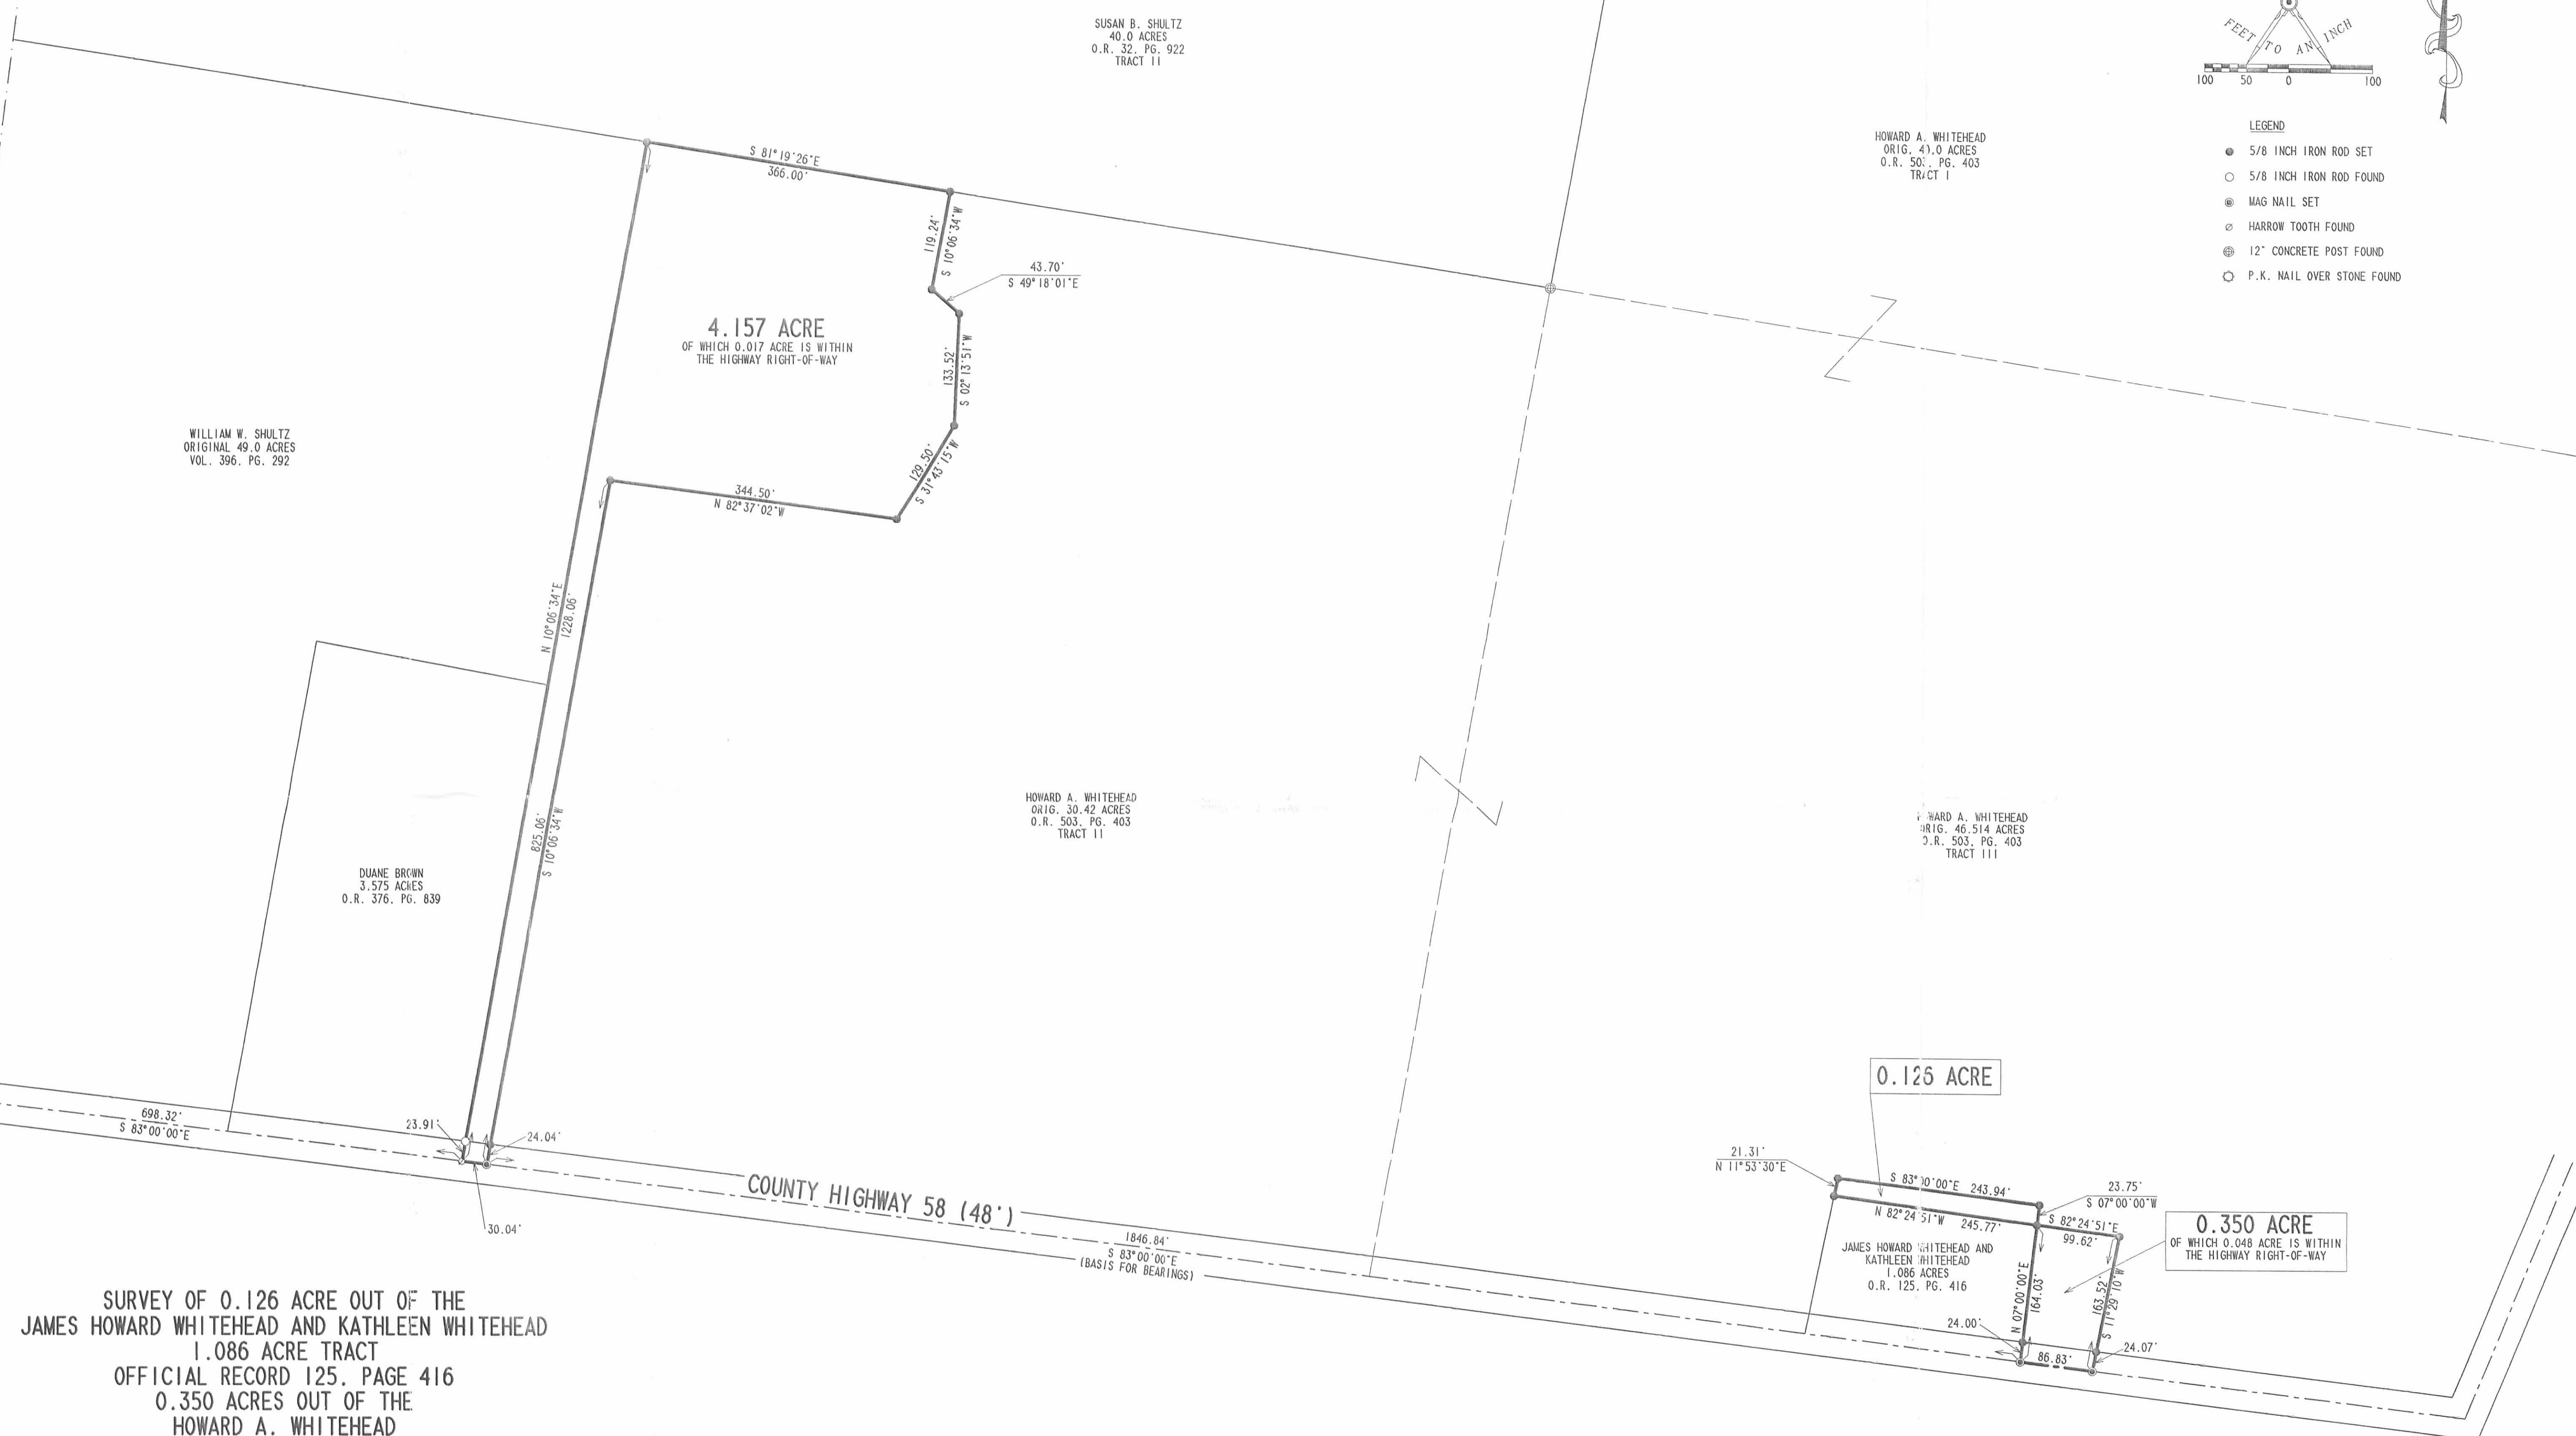 SUSAN B. SHULTZ
40.0 ACRES
O.R. 32, PG. 922
TRACT II
FEET TO AN INCH
100 50 0 100
LEGEND
5/8 INCH IRON ROD SET
5/8 INCH IRON ROD FOUND
MAG NAIL SET
HARROW TOOTH FOUND
12" CONCRETE POST FOUND
P.K. NAIL OVER STONE FOUND
HOWARD A. WHITEHEAD
ORIG. ACRES
O.R. PG. 403
TRACT I
S 81°19'26"E
366.00'
119.24'
S 10°06'34"W
43.70'
S 49°18'01"E
133.52'
S 02°13'51"W
129.50'
S 31°43'15"W
344.50'
N 82°37'02"W
4.157 ACRE
OF WHICH 0.017 ACRE IS WITHIN
THE HIGHWAY RIGHT-OF-WAY
WILLIAM W. SHULTZ
ORIGINAL 49.0 ACRES
VOL. 396, PG. 292
N 10°06'34"E
1228.06'
825.06'
S 10°06'34"W
DUANE BROWN
3.575 ACRES
O.R. 376, PG. 839
HOWARD A. WHITEHEAD
ORIG. 30.42 ACRES
O.R. 503, PG. 403
TRACT II
HOWARD A. WHITEHEAD
ORIG. 46.514 ACRES
O.R. 503, PG. 403
TRACT III
698.32'
S 83°00'00"E
23.91'
24.04'
30.04'
COUNTY HIGHWAY 58 (48')
1846.84'
S 83°00'00"E
(BASIS FOR BEARINGS)
0.126 ACRE
21.31'
N 11°53'30"E
S 83°00'00"E 243.94'
N 82°24'51"W 245.77'
23.75'
S 07°00'00"W
S 82°24'51"E
99.62'
0.350 ACRE
OF WHICH 0.048 ACRE IS WITHIN
THE HIGHWAY RIGHT-OF-WAY
JAMES HOWARD WHITEHEAD AND
KATHLEEN WHITEHEAD
1.086 ACRES
O.R. 125, PG. 416
N 07°00'00"E
164.03'
163.52'
S 11°29'10"W
24.00'
86.83'
24.07'
SURVEY OF 0.126 ACRE OUT OF THE
JAMES HOWARD WHITEHEAD AND KATHLEEN WHITEHEAD
1.086 ACRE TRACT
OFFICIAL RECORD 125, PAGE 416
0.350 ACRES OUT OF THE
HOWARD A. WHITEHEAD